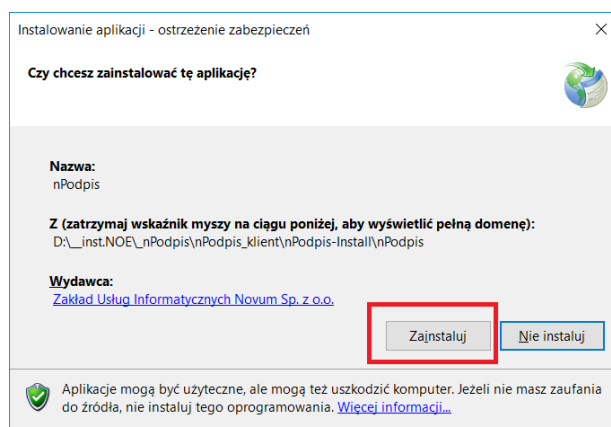 Instalowanie aplikacji - ostrzeżenie zabezpieczeń
Czy chcesz zainstalować tę aplikację?
Nazwa:
nPodpis
Z (zatrzymaj wskaźnik myszy na ciągu poniżej, aby wyświetlić pełną domenę):
D:\__inst.NOE\_nPodpis\nPodpis_klient\nPodpis-Install\nPodpis
Wydawca:
Zakład Usług Informatycznych Novum Sp. z o.o.
Zainstaluj
Nie instaluj
Aplikacje mogą być użyteczne, ale mogą też uszkodzić komputer. Jeżeli nie masz zaufania
do źródła, nie instaluj tego oprogramowania. Więcej informacji...